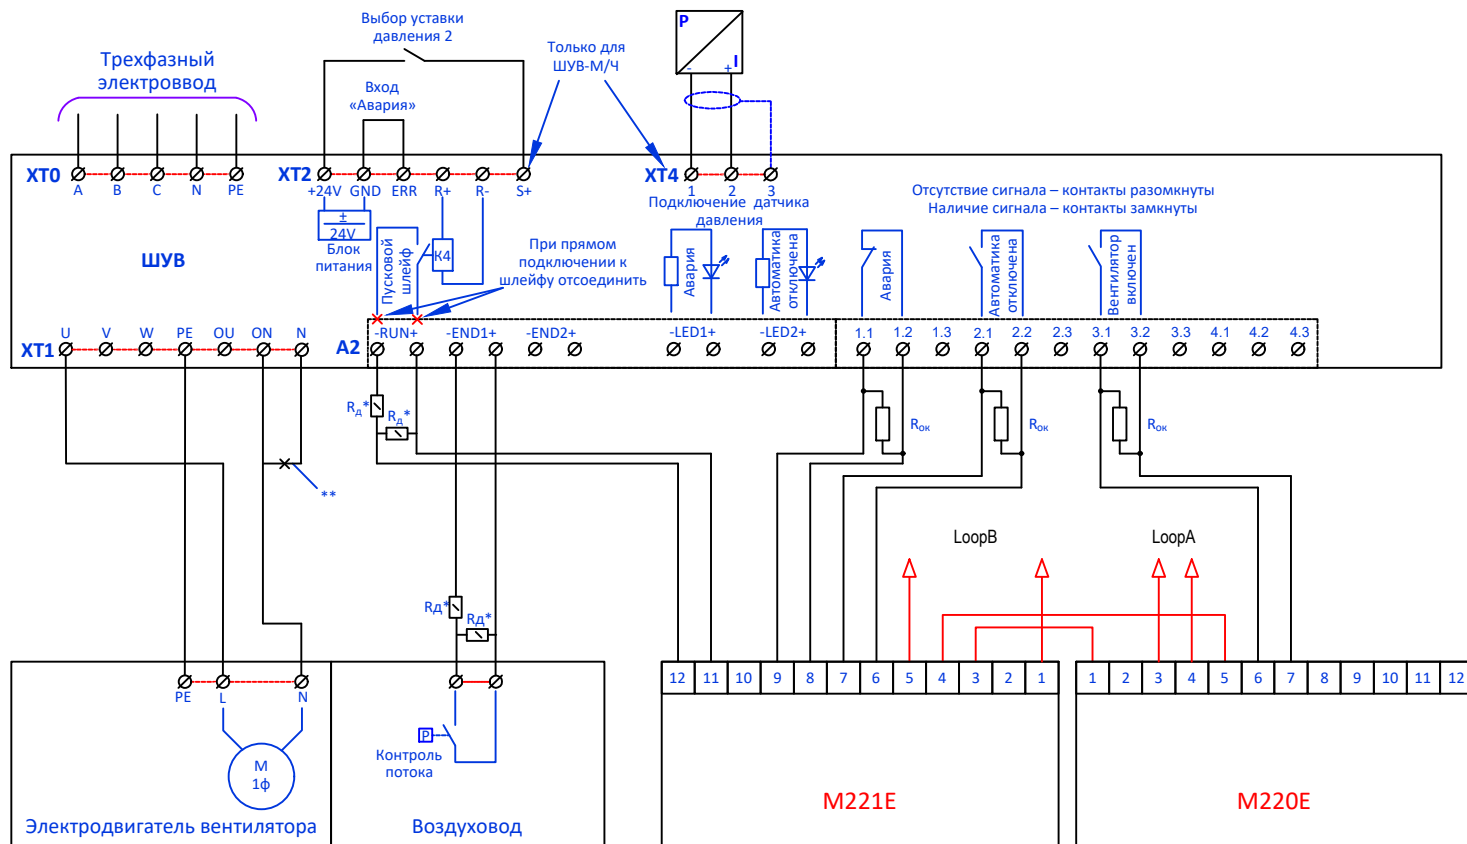 Выбор уставки
давления 2
Только для
ШУВ-М/Ч
P
I
- +
Трехфазный
электроввод
Вход
«Авария»
XT0
A B C N PE
XT2
+24V GND ERR R+ R- S+
XT4
1 2 3
Подключение датчика
давления
Отсутствие сигнала – контакты разомкнуты
Наличие сигнала – контакты замкнуты
±
24V
Блок
питания
Пусковой
шлейф
К4
При прямом
подключении к
шлейфу отсоединить
Авария
Автоматика
отключена
Авария
Автоматика
отключена
Вентилятор
включен
ШУВ
XT1
U V W PE OU ON N
A2
-RUN+ -END1+ -END2+ -LED1+ -LED2+
1.1 1.2 1.3 2.1 2.2 2.3 3.1 3.2 3.3 4.1 4.2 4.3
Rд*
Rд*
Rок
Rок
Rок
**
LoopB
LoopA
Rд*
Rд*
PE L N
М
1ф
Электродвигатель вентилятора
P
Контроль
потока
Воздуховод
12 11 10 9 8 7 6 5 4 3 2 1
М221Е
1 2 3 4 5 6 7 8 9 10 11 12
М220Е